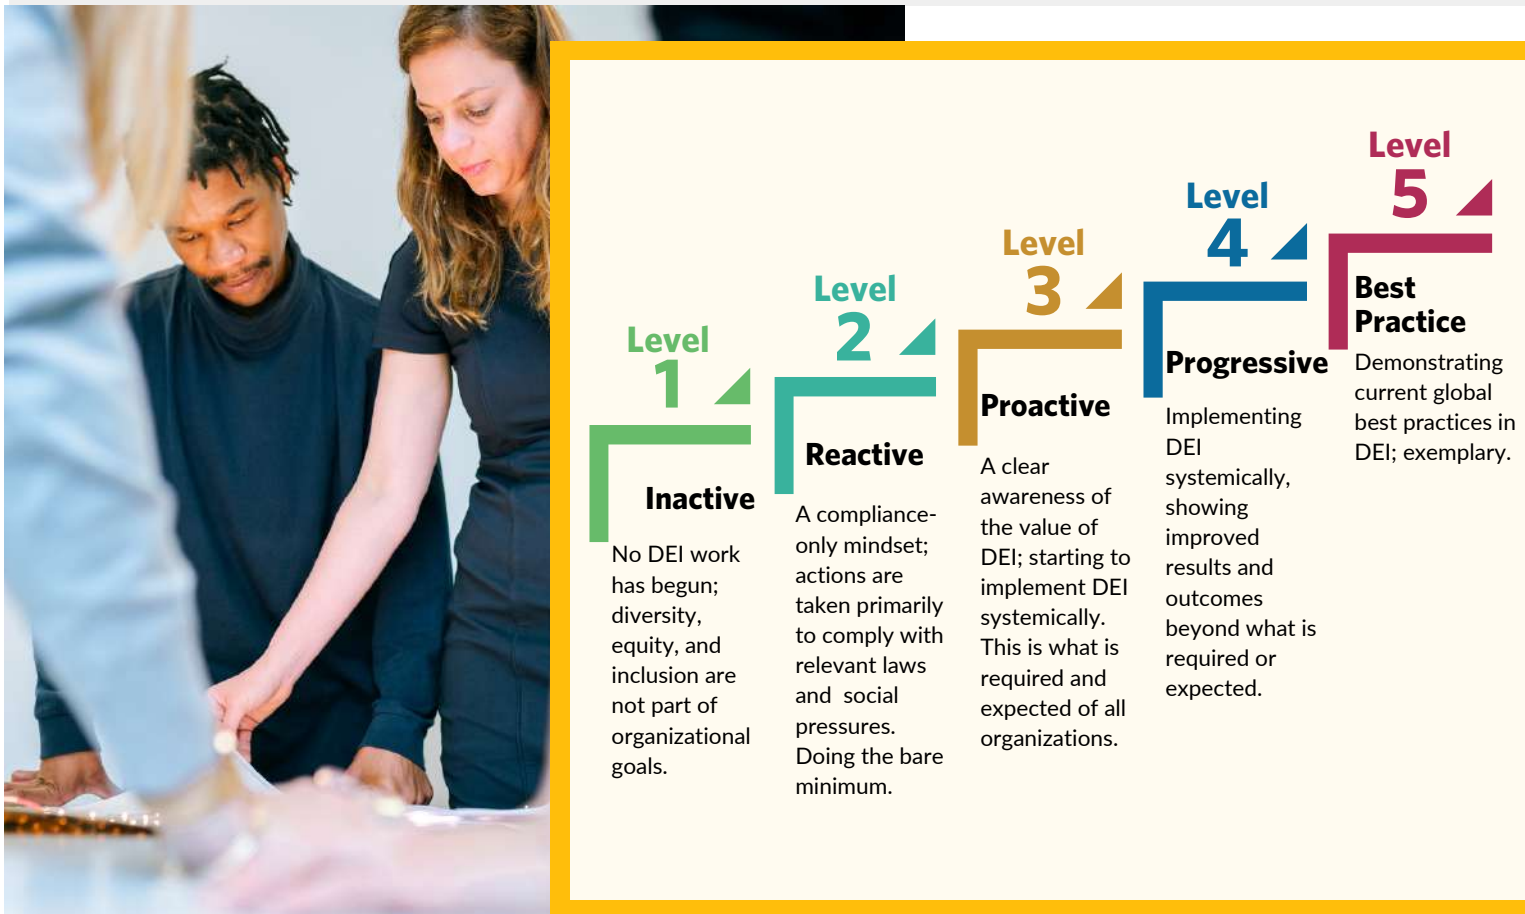 Level
1
Inactive
No DEI work
has begun;
diversity,
equity, and
inclusion are
not part of
organizational
goals.
Level
2
Reactive
A compliance-
only mindset;
actions are
taken primarily
to comply with
relevant laws
and social
pressures.
Doing the bare
minimum.
Level
3
Proactive
A clear
awareness of
the value of
DEI; starting to
implement DEI
systemically.
This is what is
required and
expected of all
organizations.
Level
4
Progressive
Implementing
DEI
systemically,
showing
improved
results and
outcomes
beyond what is
required or
expected.
Level
5
Best
Practice
Demonstrating
current global
best practices in
DEI; exemplary.